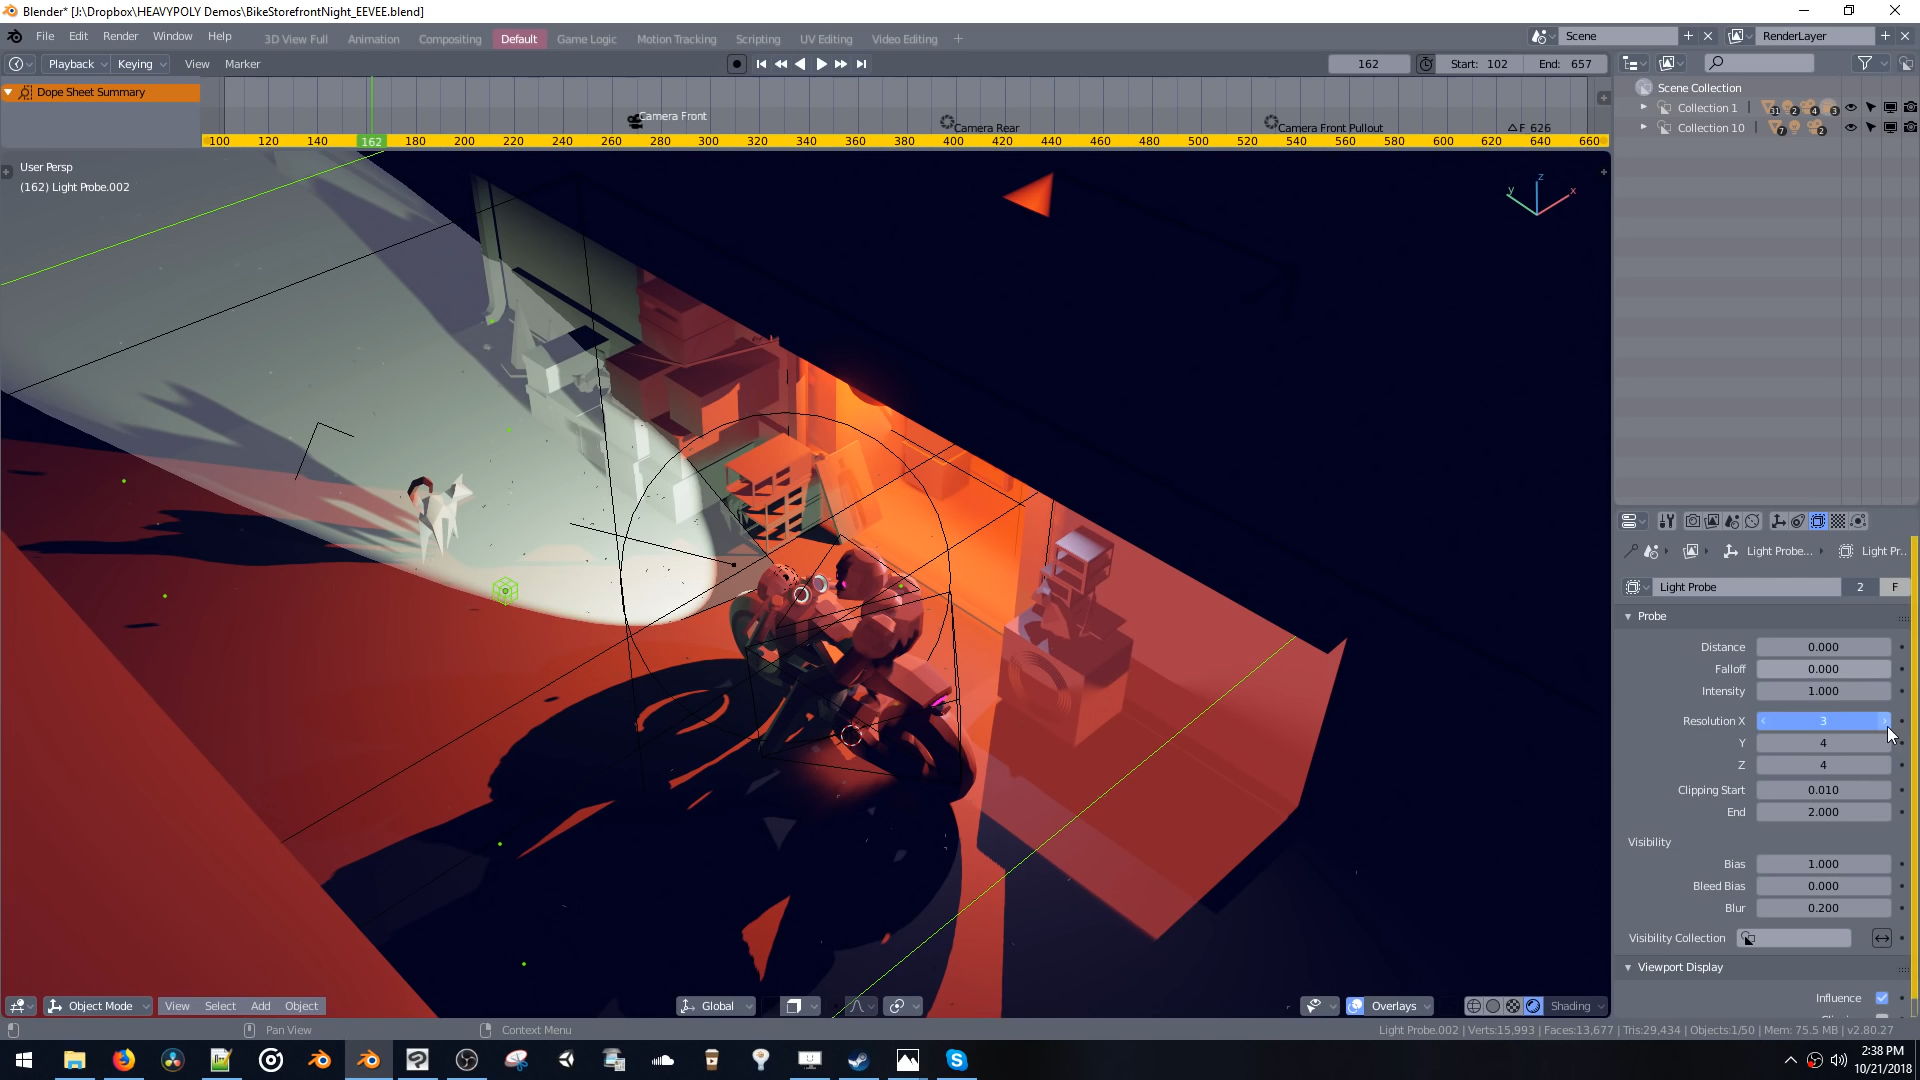 Blender* [J:\Dropbox\HEAVYPOLY Demos\BikeStorefrontNight_EEVEE.blend]
File Edit Render Window Help
3D View Full Animation Compositing Default Game Logic Motion Tracking Scripting UV Editing Video Editing +
Scene
RenderLayer
Playback Keying View Marker
162
Start: 102 End: 657
Dope Sheet Summary
Camera Front
Camera Rear
Camera Front Pullout
F 626
100 120 140 162 180 200 220 240 260 280 300 320 340 360 380 400 420 440 460 480 500 520 540 560 580 600 620 640 660
User Persp
(162) Light Probe.002
z
y
x
Scene Collection
Collection 1
31 2 4 3
Collection 10
7 2
Light Probe... Light Pr...
Light Probe 2 F
Probe
Distance 0.000
Falloff 0.000
Intensity 1.000
Resolution X 3
Y 4
Z 4
Clipping Start 0.010
End 2.000
Visibility
Bias 1.000
Bleed Bias 0.000
Blur 0.200
Visibility Collection
Viewport Display
Influence
Object Mode View Select Add Object
Global
Overlays
Shading
Pan View
Context Menu
Light Probe.002 | Verts:15,993 | Faces:13,677 | Tris:29,434 | Objects:1/50 | Mem: 75.5 MB | v2.80.27
2:38 PM
10/21/2018